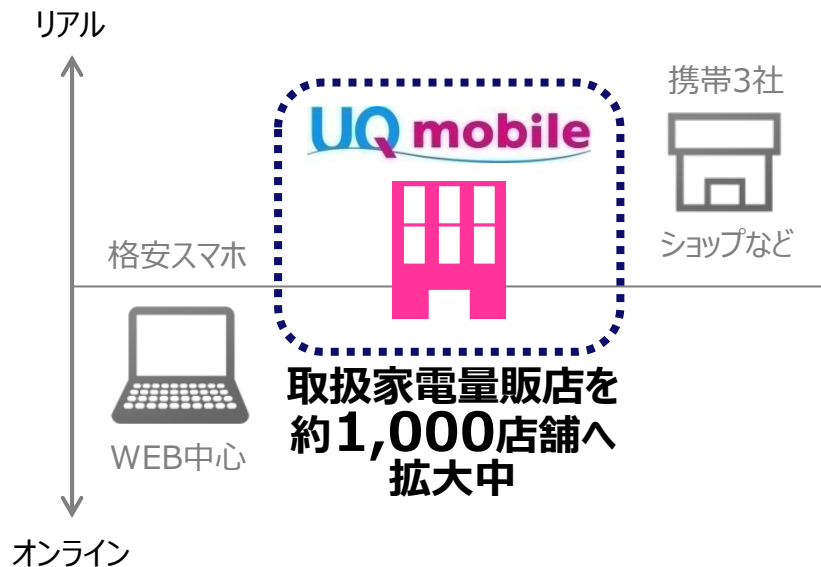 リアル
携帯3社
UQ mobile
ショップなど
格安スマホ
WEB中心
取扱家電量販店を
約1,000店舗へ
拡大中
オンライン